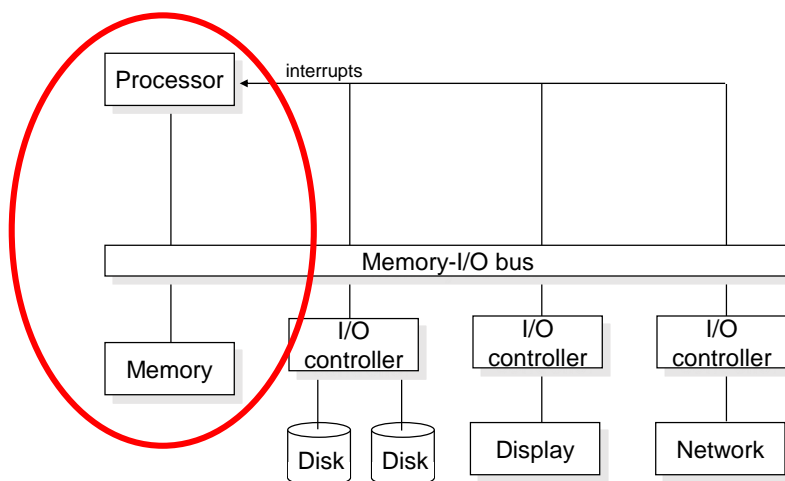 Processor
interrupts
Memory-I/O bus
I/O
controller
I/O
controller
I/O
controller
Memory
Disk
Disk
Display
Network